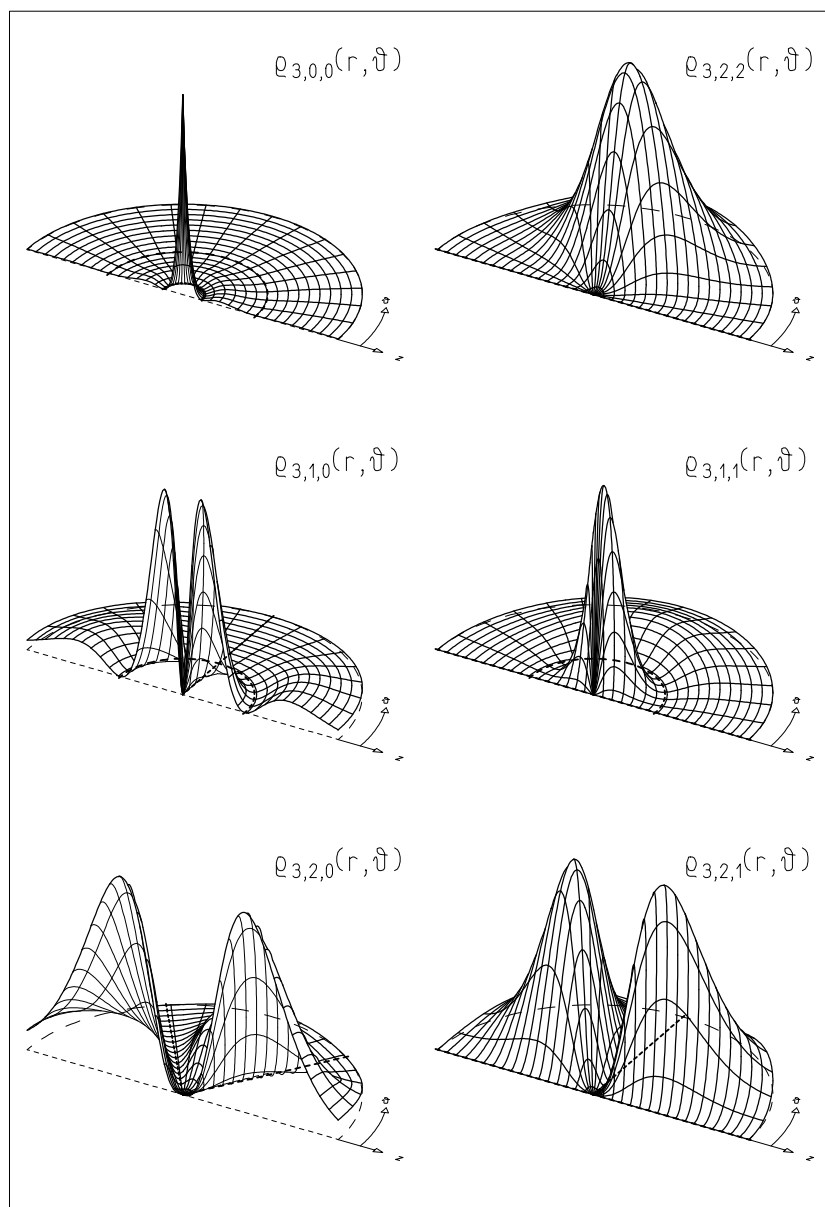 ϱ3,0,0(r,ϑ)
ϱ3,2,2(r,ϑ)
ϑ
z
ϑ
z
ϱ3,1,0(r,ϑ)
ϱ3,1,1(r,ϑ)
ϑ
z
ϑ
z
ϱ3,2,0(r,ϑ)
ϱ3,2,1(r,ϑ)
ϑ
z
ϑ
z